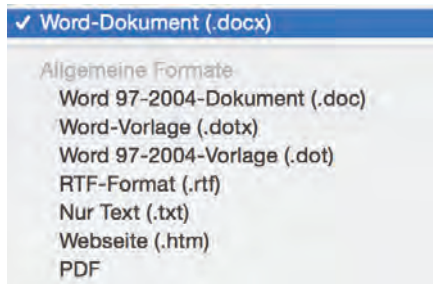 ✓ Word-Dokument (.docx)
Allgemeine Formate
Word 97-2004-Dokument (.doc)
Word-Vorlage (.dotx)
Word 97-2004-Vorlage (.dot)
RTF-Format (.rtf)
Nur Text (.txt)
Webseite (.htm)
PDF